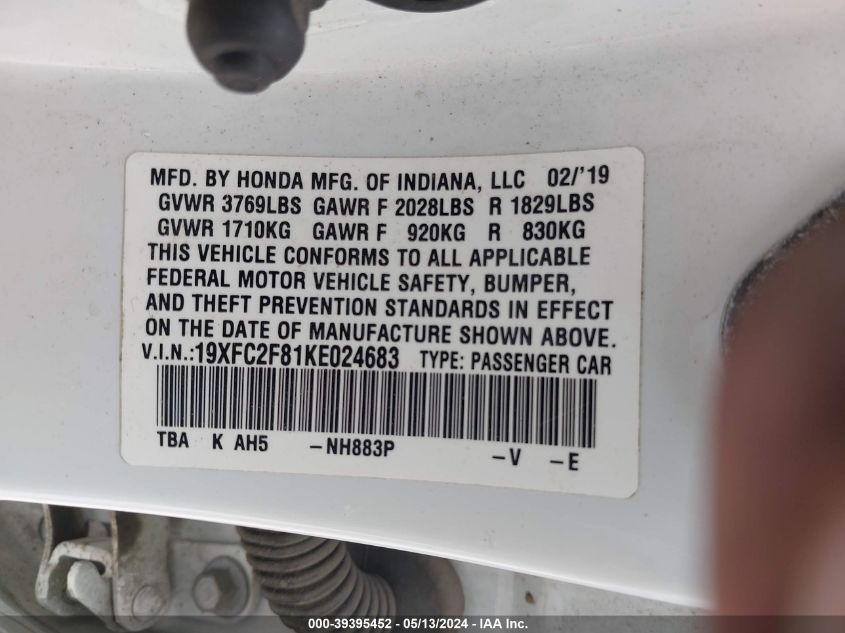 MFD. BY HONDA MFG. OF INDIANA, LLC 02/'19
GVWR 3769LBS GAWR F 2028LBS R 1829LBS
GVWR 1710KG GAWR F 920KG R 830KG
THIS VEHICLE CONFORMS TO ALL APPLICABLE
FEDERAL MOTOR VEHICLE SAFETY, BUMPER,
AND THEFT PREVENTION STANDARDS IN EFFECT
ON THE DATE OF MANUFACTURE SHOWN ABOVE.
V.I.N.:19XFC2F81KE024683 TYPE: PASSENGER CAR
TBA K AH5 –NH883P –V –E
000-39395452 - 05/13/2024 - IAA Inc.